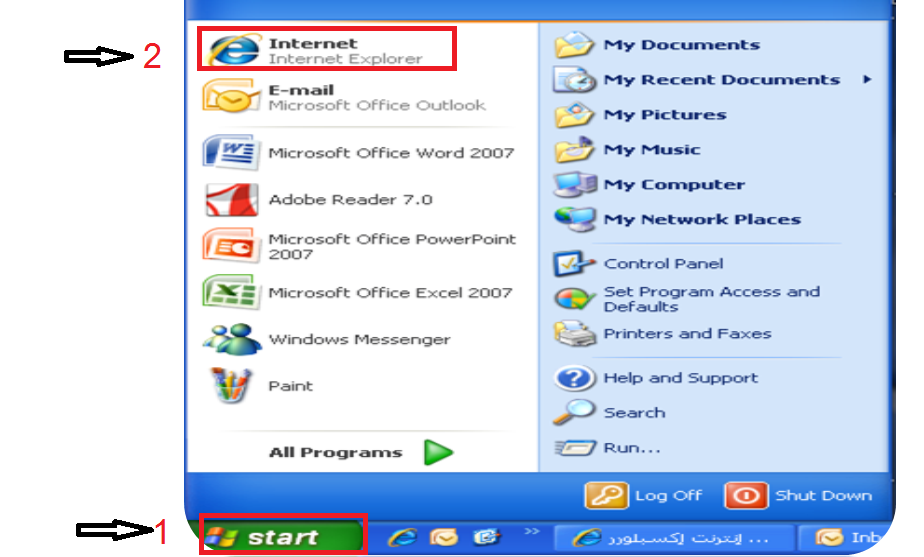 2
Internet
Internet Explorer
E-mail
Microsoft Office Outlook
Microsoft Office Word 2007
Adobe Reader 7.0
Microsoft Office PowerPoint
2007
Microsoft Office Excel 2007
Windows Messenger
Paint
All Programs
My Documents
My Recent Documents
My Pictures
My Music
My Computer
My Network Places
Control Panel
Set Program Access and
Defaults
Printers and Faxes
Help and Support
Search
Run...
Log Off
Shut Down
1
start
إنترنت إكسبلورر ...
Inb